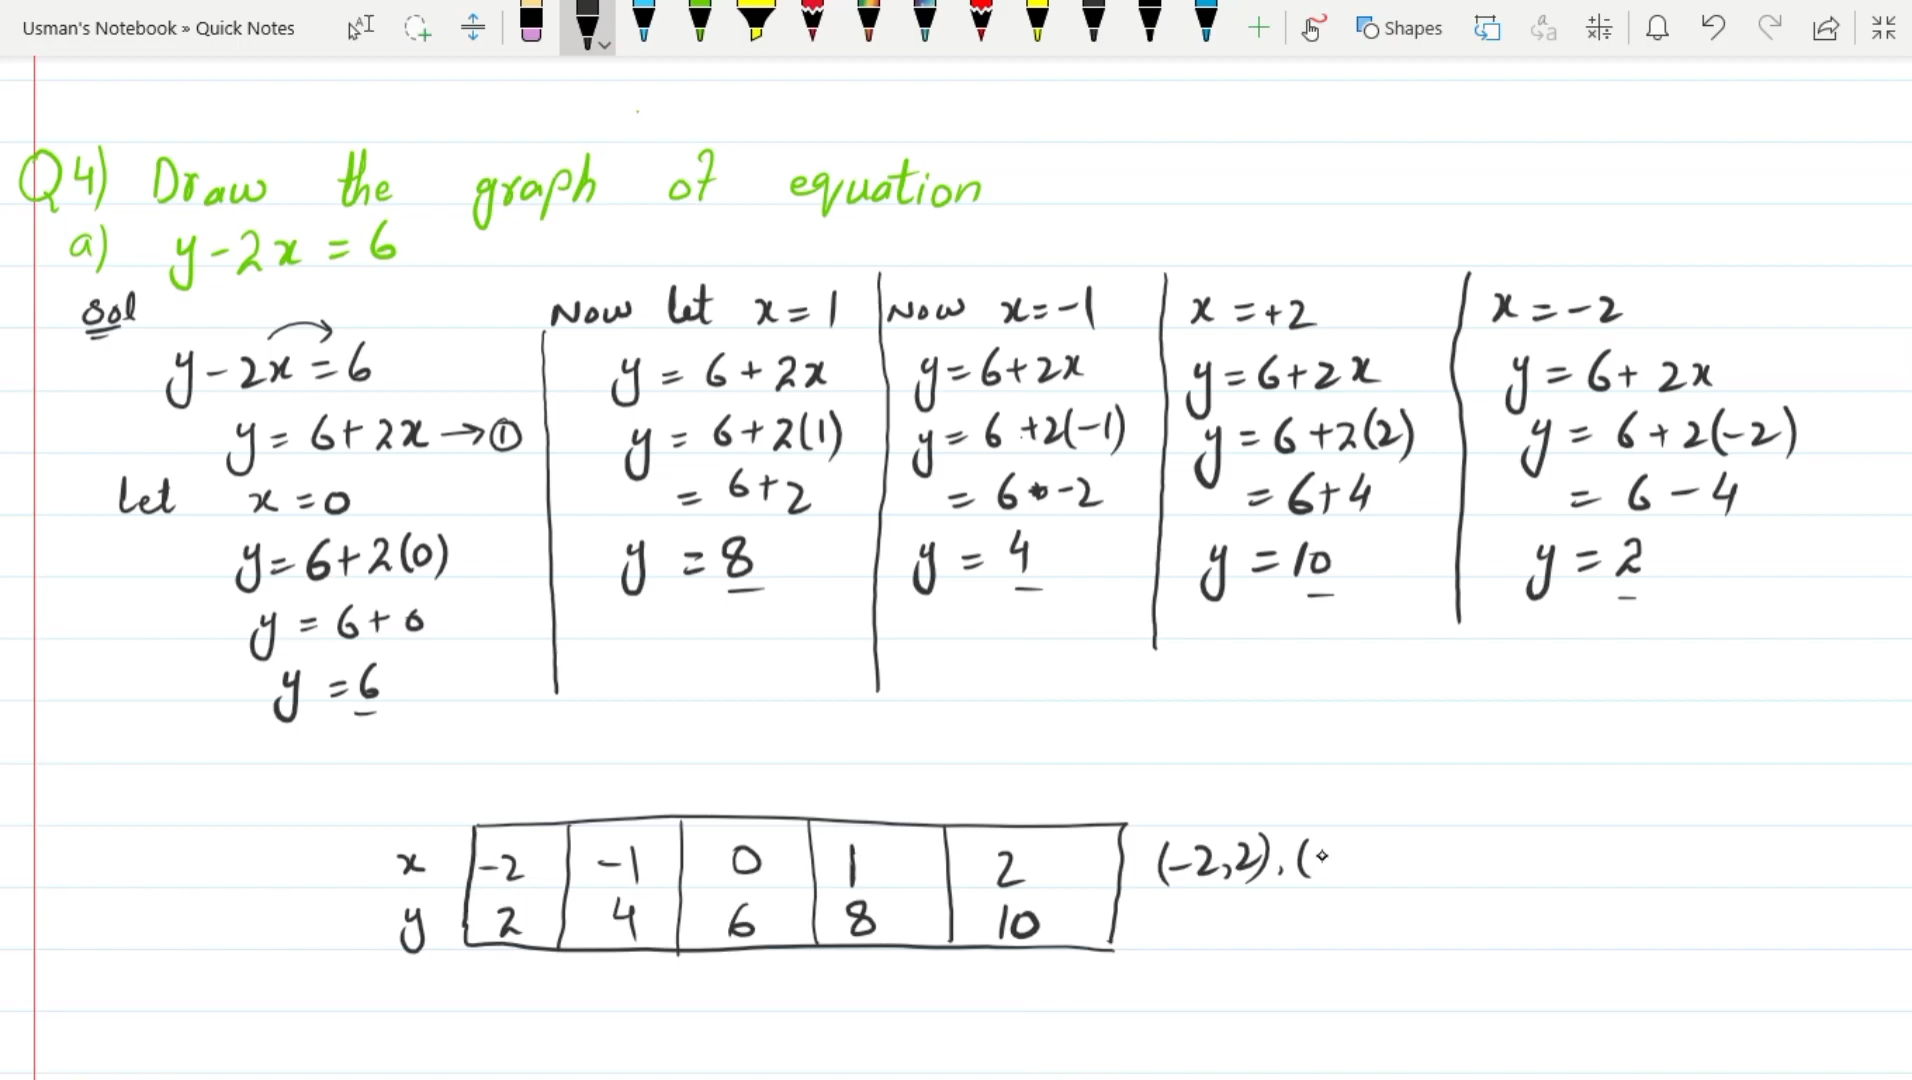 Usman's Notebook » Quick Notes
Shapes
Q4) Draw the graph of equation
a) y-2x = 6
Sol
y-2x = 6
y = 6+2x → ①
Let x = 0
y = 6+2(0)
y = 6+0
y = 6
Now let x = 1
y = 6+2x
y = 6+2(1)
= 6+2
y = 8
Now x = -1
y = 6+2x
y = 6+2(-1)
= 6-2
y = 4
x = +2
y = 6+2x
y = 6+2(2)
= 6+4
y = 10
x = -2
y = 6+2x
y = 6+2(-2)
= 6-4
y = 2
x -2 -1 0 1 2 (-2,2), (
y 2 4 6 8 10